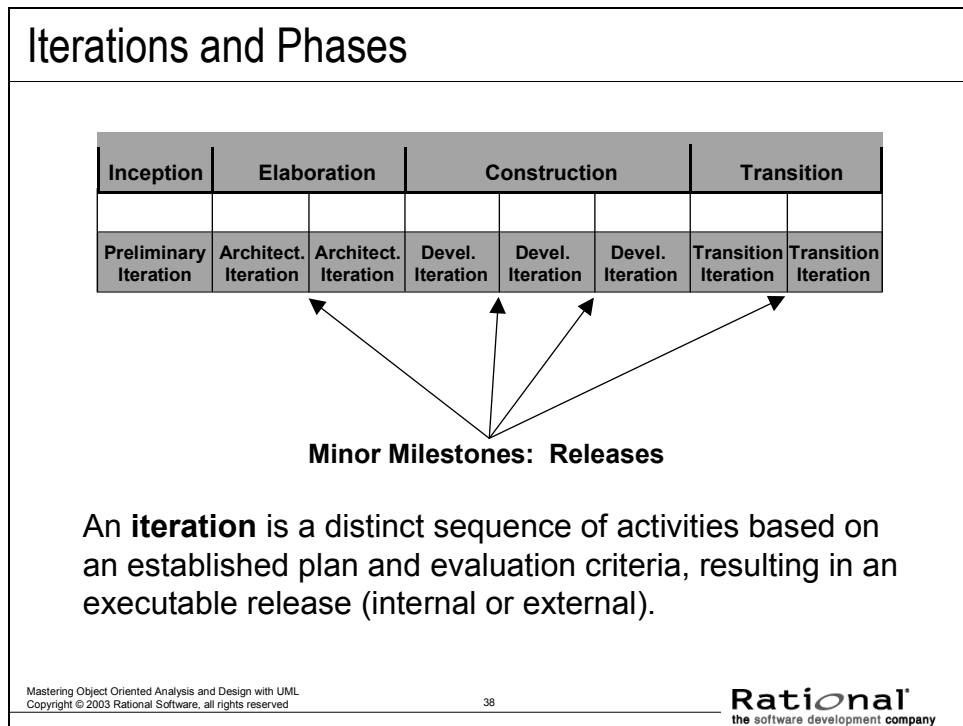 Iterations and Phases
Inception Elaboration Construction Transition
Preliminary Architect. Architect. Devel. Devel. Devel. Transition Transition
Iteration Iteration Iteration Iteration Iteration Iteration Iteration Iteration
Minor Milestones: Releases
An iteration is a distinct sequence of activities based on
an established plan and evaluation criteria, resulting in an
executable release (internal or external).
Mastering Object Oriented Analysis and Design with UML
Copyright © 2003 Rational Software, all rights reserved
38
Rational
the software development company